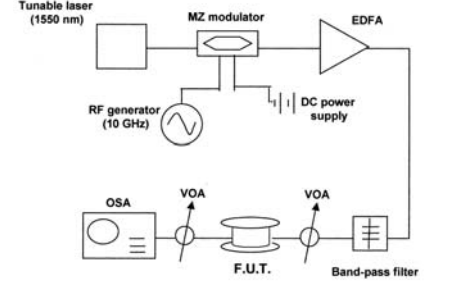 Tunable laser
(1550 nm)
MZ modulator
EDFA
RF generator
(10 GHz)
DC power
supply
OSA
VOA
VOA
F.U.T.
Band-pass filter